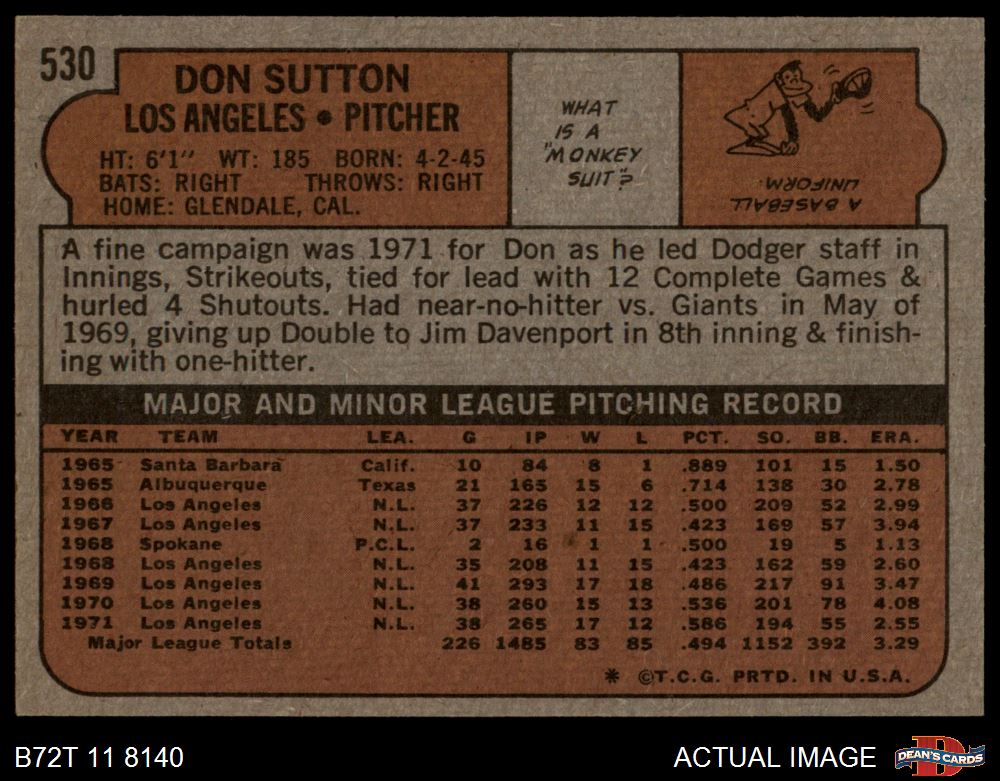 530
DON SUTTON
LOS ANGELES • PITCHER
HT: 6'1" WT: 185 BORN: 4-2-45
BATS: RIGHT THROWS: RIGHT
HOME: GLENDALE, CAL.
WHAT
IS A
"MONKEY
SUIT"?
A BASEBALL
UNIFORM.
A fine campaign was 1971 for Don as he led Dodger staff in
Innings, Strikeouts, tied for lead with 12 Complete Games &
hurled 4 Shutouts. Had near-no-hitter vs. Giants in May of
1969, giving up Double to Jim Davenport in 8th inning & finish-
ing with one-hitter.
MAJOR AND MINOR LEAGUE PITCHING RECORD
YEAR TEAM LEA. G IP W L PCT. SO. BB. ERA.
1965 Santa Barbara Calif. 10 84 8 1 .889 101 15 1.50
1965 Albuquerque Texas 21 165 15 6 .714 138 30 2.78
1966 Los Angeles N.L. 37 226 12 12 .500 209 52 2.99
1967 Los Angeles N.L. 37 233 11 15 .423 169 57 3.94
1968 Spokane P.C.L. 2 16 1 1 .500 19 5 1.13
1968 Los Angeles N.L. 35 208 11 15 .423 162 59 2.60
1969 Los Angeles N.L. 41 293 17 18 .486 217 91 3.47
1970 Los Angeles N.L. 38 260 15 13 .536 201 78 4.08
1971 Los Angeles N.L. 38 265 17 12 .586 194 55 2.55
Major League Totals 226 1485 83 85 .494 1152 392 3.29
* ©T.C.G. PRTD. IN U.S.A.
B72T 11 8140
ACTUAL IMAGE
D
DEAN'S CARDS